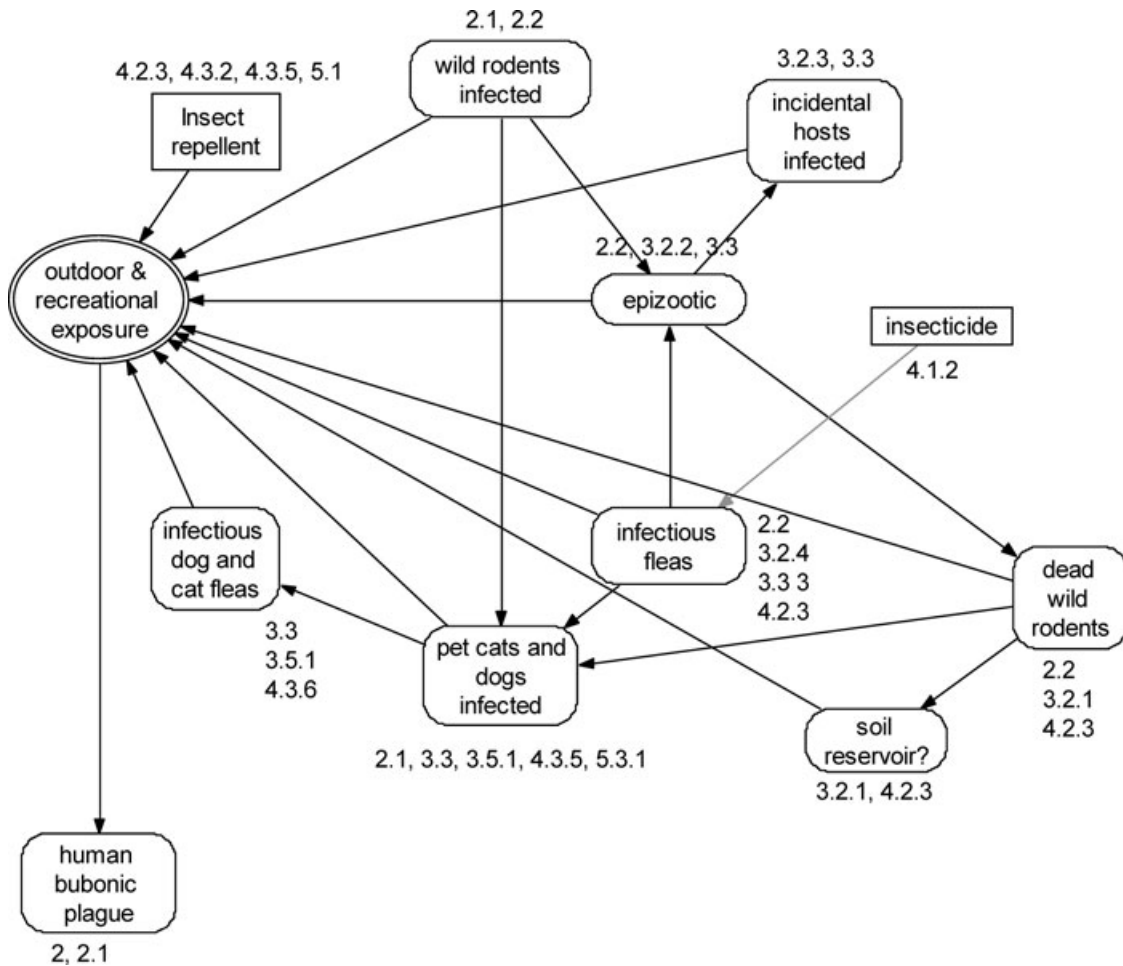 2.1, 2.2
wild rodents
infected
4.2.3, 4.3.2, 4.3.5, 5.1
Insect
repellent
3.2.3, 3.3
incidental
hosts
infected
outdoor &
recreational
exposure
2.2, 3.2.2, 3.3
epizootic
insecticide
4.1.2
infectious
dog and
cat fleas
3.3
3.5.1
4.3.6
infectious
fleas
2.2
3.2.4
3.3 3
4.2.3
dead
wild
rodents
2.2
3.2.1
4.2.3
pet cats and
dogs
infected
2.1, 3.3, 3.5.1, 4.3.5, 5.3.1
soil
reservoir?
3.2.1, 4.2.3
human
bubonic
plague
2, 2.1